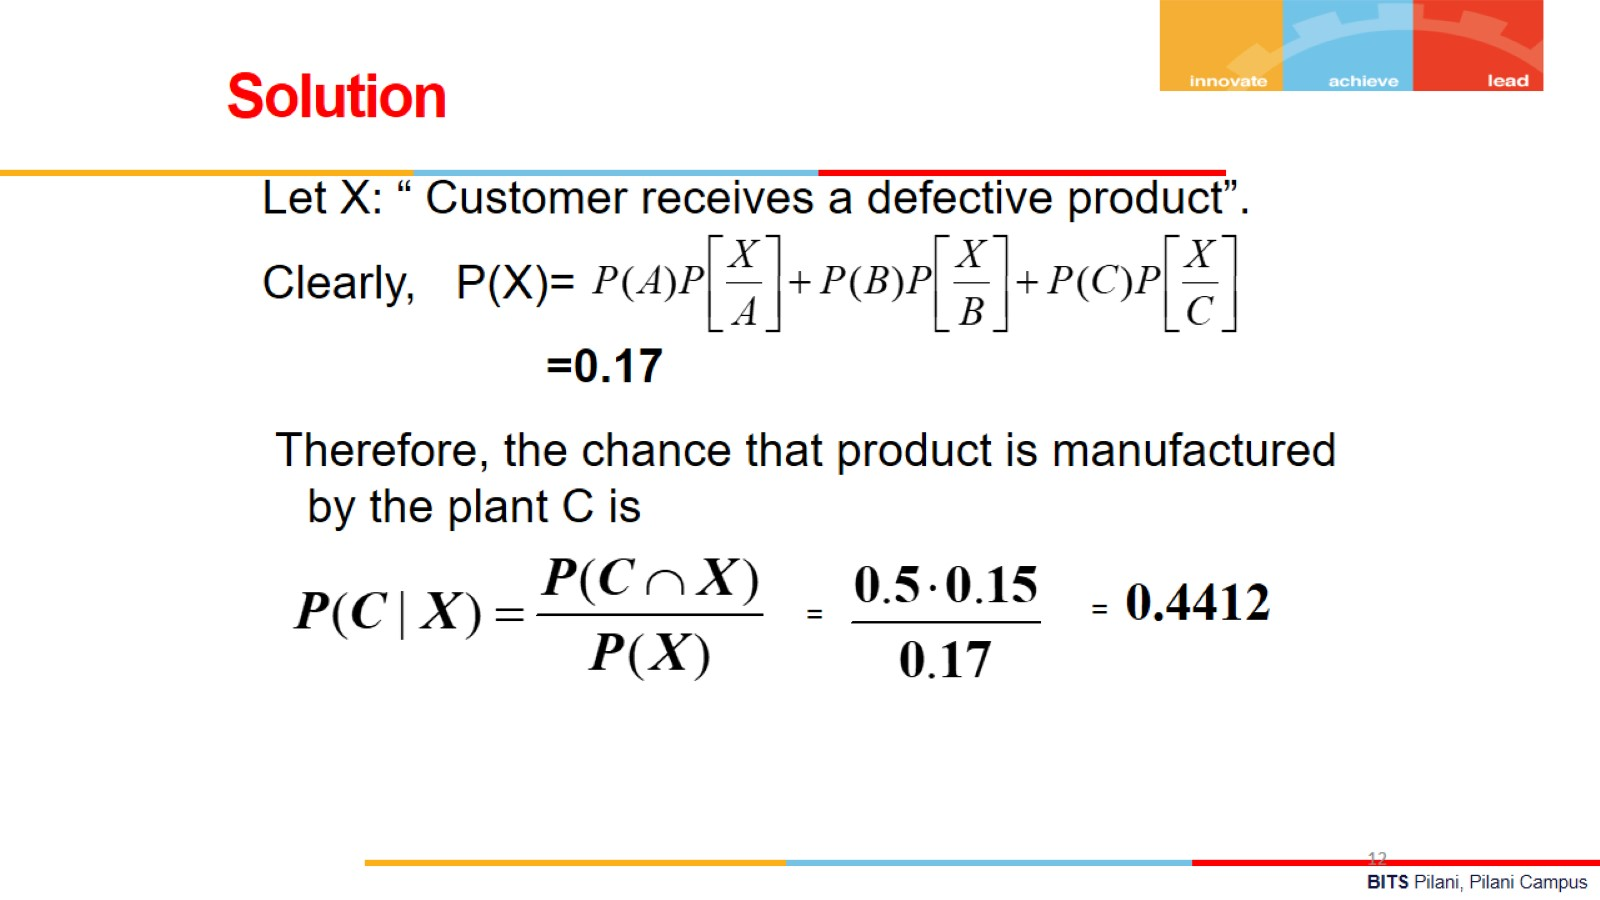 innovate achieve lead
Solution
Let X: “ Customer receives a defective product”.
Clearly, P(X)= P(A)P[X/A] + P(B)P[X/B] + P(C)P[X/C]
=0.17
Therefore, the chance that product is manufactured
by the plant C is
P(C | X) = P(C ∩ X) / P(X) = 0.5·0.15 / 0.17 = 0.4412
12
BITS Pilani, Pilani Campus